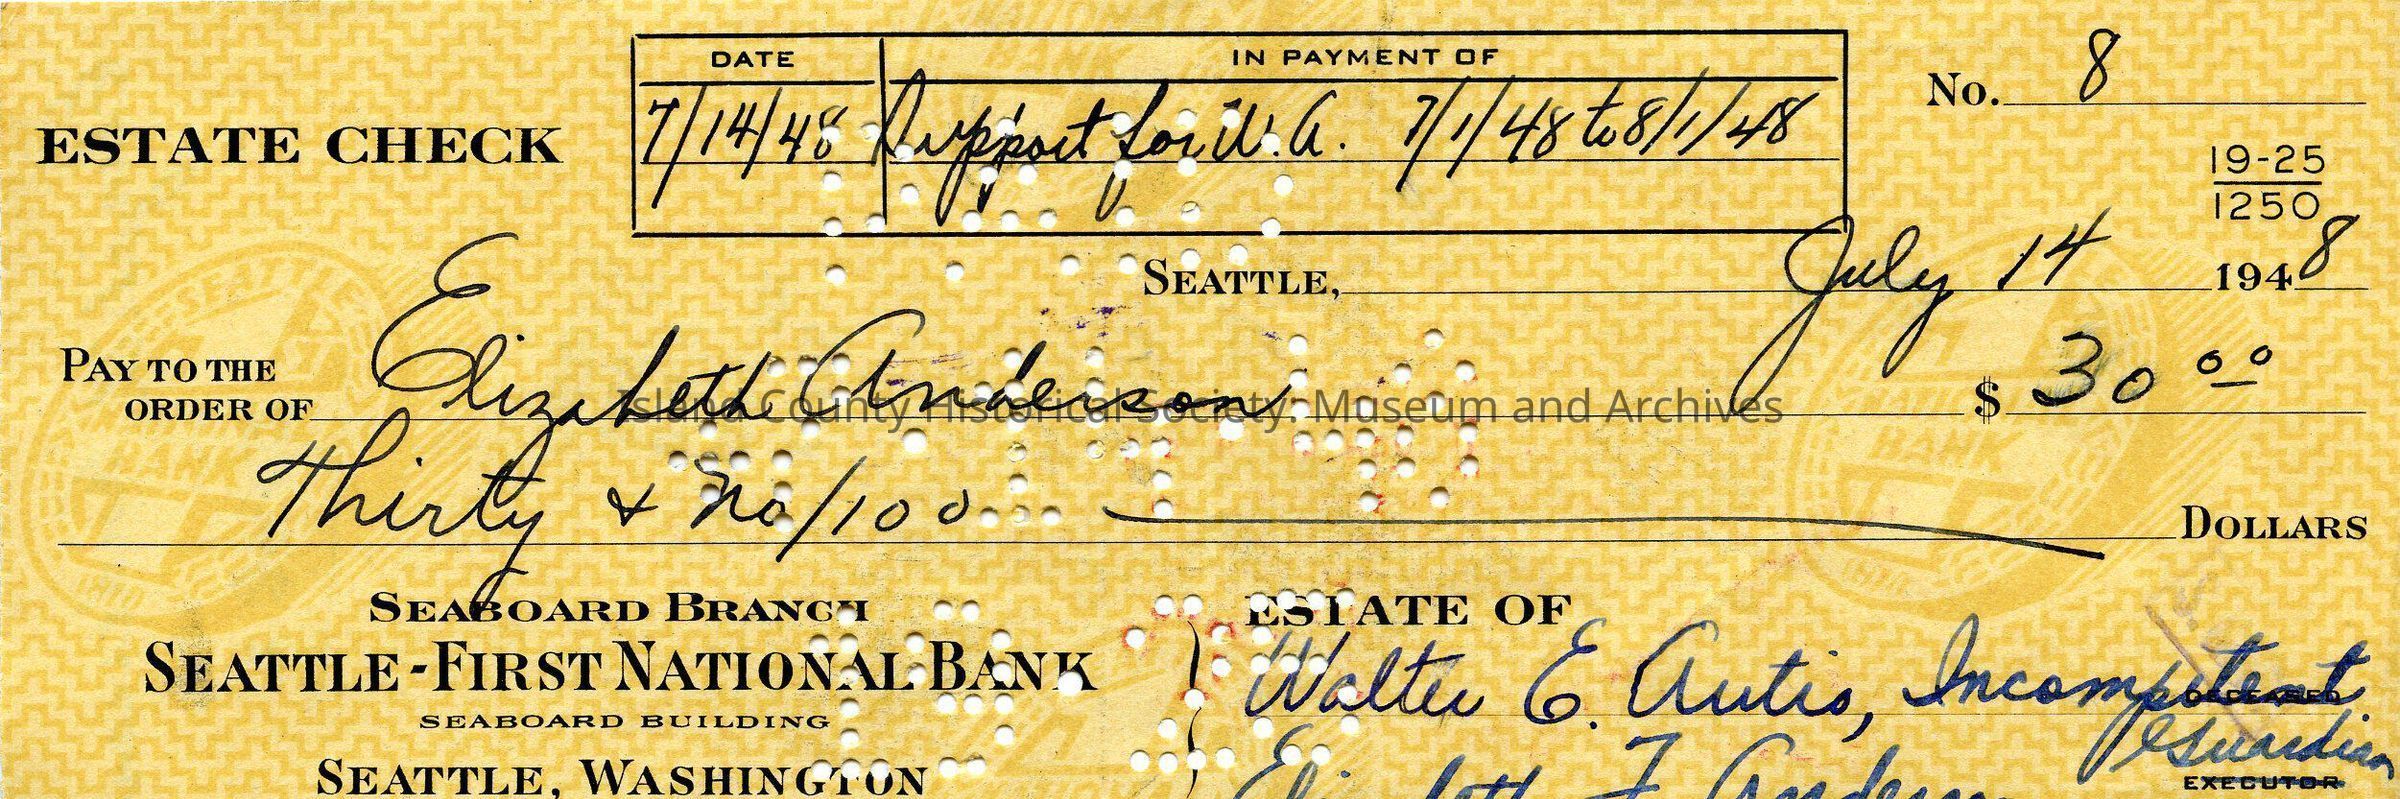 DATE IN PAYMENT OF
No. 8
ESTATE CHECK
7/14/48 Support for W.A. 7/1/48 to 8/1/48
19-25
1250
SEATTLE, July 14 1948
PAY TO THE
ORDER OF Elizabeth Anderson $ 30 00
Island County Historical Society: Museum and Archives
Thirty & No/100 DOLLARS
SEABOARD BRANCH
SEATTLE-FIRST NATIONAL BANK
SEABOARD BUILDING
SEATTLE, WASHINGTON
ESTATE OF
Walter E. Autio, Incompetent
DECEASED
Guardian
Elizabeth F. Anderson
EXECUTOR